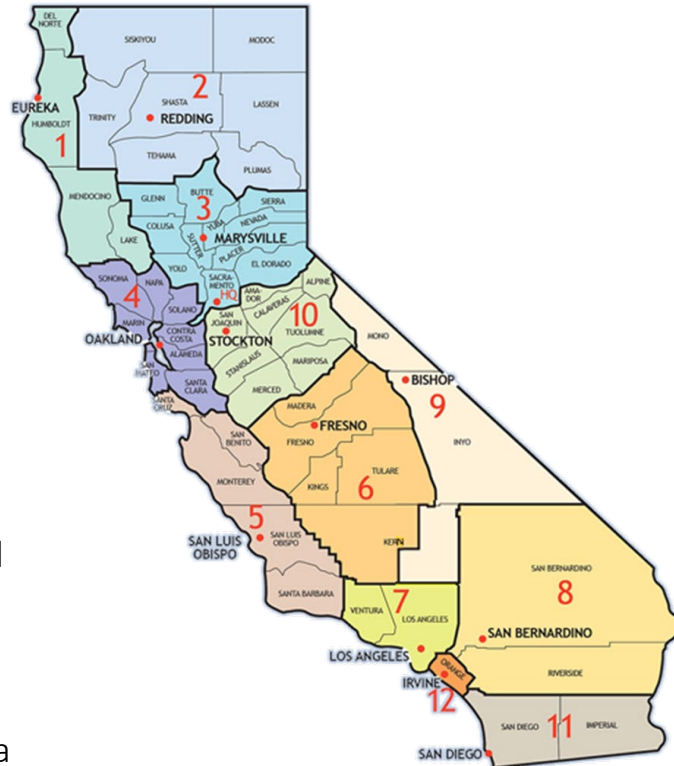 DEL
NORTE
SISKIYOU
MODOC
2
SHASTA
EUREKA
HUMBOLDT
TRINITY
REDDING
LASSEN
1
TEHAMA
PLUMAS
MENDOCINO
GLENN
BUTTE
3
SIERRA
COLUSA
YUBA
NEVADA
SUTTER
MARYSVILLE
LAKE
PLACER
YOLO
EL DORADO
SONOMA
NAPA
SACRA-
MENTO
HQ
AMA-
DOR
ALPINE
4
SOLANO
CALAVERAS
10
MARIN
CONTRA
COSTA
SAN
JOAQUIN
TUOLUMNE
MONO
OAKLAND
STOCKTON
ALAMEDA
STANISLAUS
MARIPOSA
SAN
MATEO
SANTA
CLARA
MERCED
BISHOP
9
SANTA
CRUZ
MADERA
FRESNO
SAN
BENITO
FRESNO
INYO
MONTEREY
TULARE
KINGS
6
5
SAN LUIS
OBISPO
SAN LUIS
OBISPO
KERN
SAN BERNARDINO
8
SANTA BARBARA
7
VENTURA
LOS ANGELES
SAN BERNARDINO
LOS ANGELES
ORANGE
RIVERSIDE
IRVINE
12
SAN DIEGO
11
IMPERIAL
SAN DIEGO
a